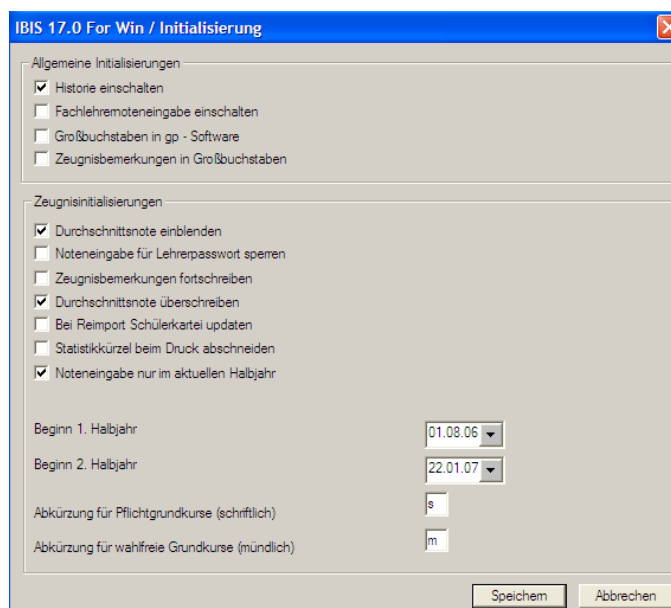 IBIS 17.0 For Win / Initialisierung
Allgemeine Initialisierungen
Historie einschalten
Fachlehremoteneingabe einschalten
Großbuchstaben in gp - Software
Zeugnisbemerkungen in Großbuchstaben
Zeugnisinitialisierungen
Durchschnittsnote einblenden
Noteneingabe für Lehrerpasswort sperren
Zeugnisbemerkungen fortschreiben
Durchschnittsnote überschreiben
Bei Reimport Schülerkartei updaten
Statistikkürzel beim Druck abschneiden
Noteneingabe nur im aktuellen Halbjahr
Beginn 1. Halbjahr 01.08.06
Beginn 2. Halbjahr 22.01.07
Abkürzung für Pflichtgrundkurse (schriftlich) s
Abkürzung für wahlfreie Grundkurse (mündlich) m
Speichern Abbrechen